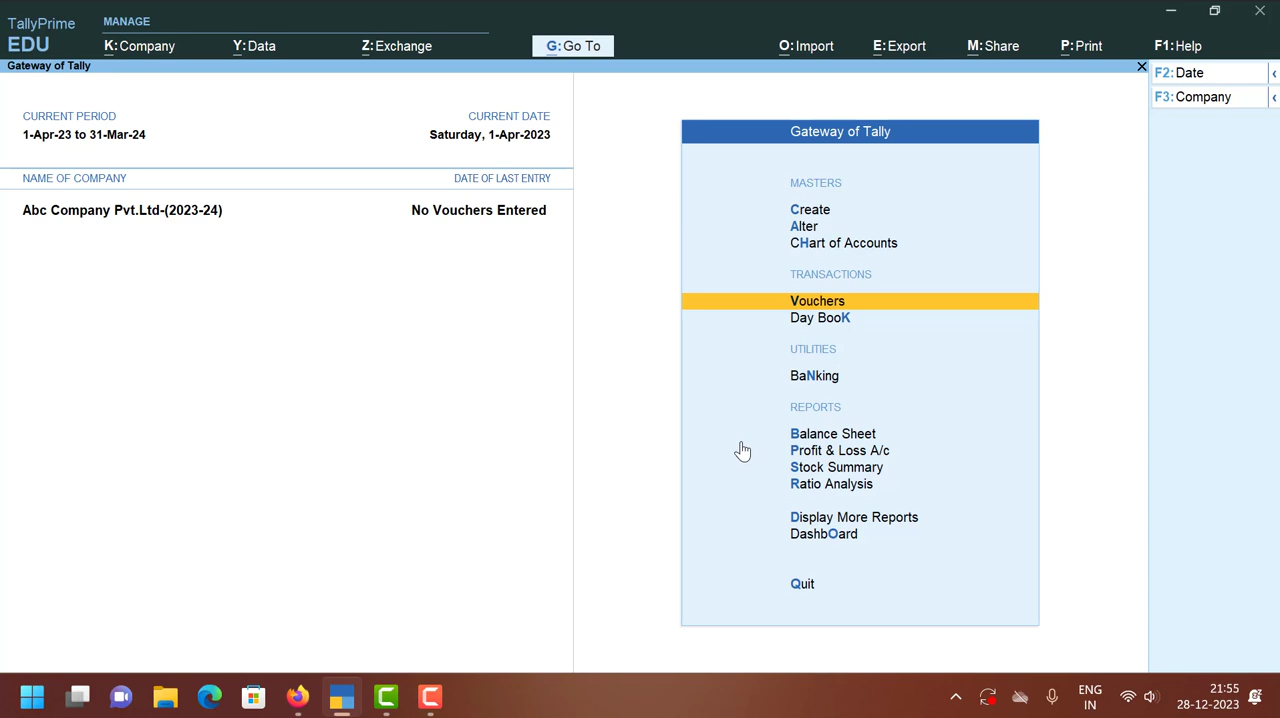 TallyPrime
EDU
MANAGE
K:Company
Y:Data
Z:Exchange
G:Go To
O:Import
E:Export
M:Share
P:Print
F1:Help
Gateway of Tally
F2:Date
F3:Company
CURRENT PERIOD
CURRENT DATE
1-Apr-23 to 31-Mar-24
Saturday, 1-Apr-2023
NAME OF COMPANY
DATE OF LAST ENTRY
Abc Company Pvt.Ltd-(2023-24)
No Vouchers Entered
Gateway of Tally
MASTERS
Create
Alter
CHart of Accounts
TRANSACTIONS
Vouchers
Day BooK
UTILITIES
BaNking
REPORTS
Balance Sheet
Profit & Loss A/c
Stock Summary
Ratio Analysis
Display More Reports
DashbOard
Quit
ENG
IN
21:55
28-12-2023